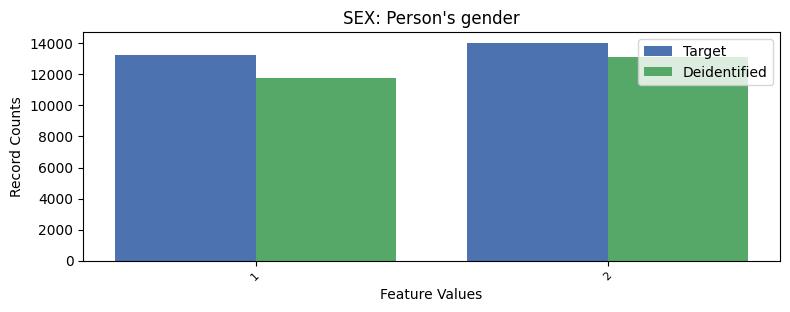 SEX: Person's gender
Target
Deidentified
Record Counts
14000
12000
10000
8000
6000
4000
2000
0
1
2
Feature Values